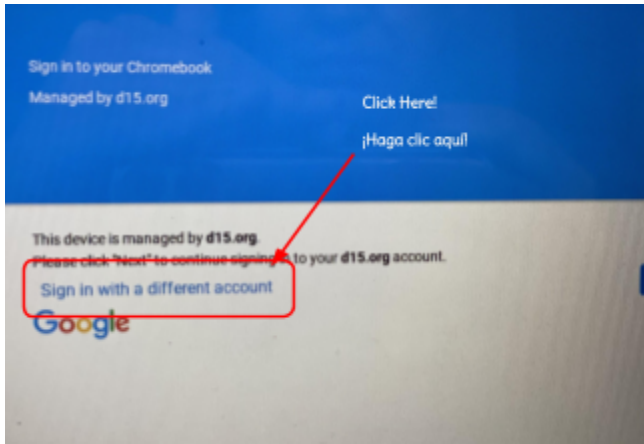 Sign in to your Chromebook
Managed by d15.org
Click Here!
¡Haga clic aquí!
This device is managed by d15.org.
Please click "Next" to continue signing in to your d15.org account.
Sign in with a different account
Google